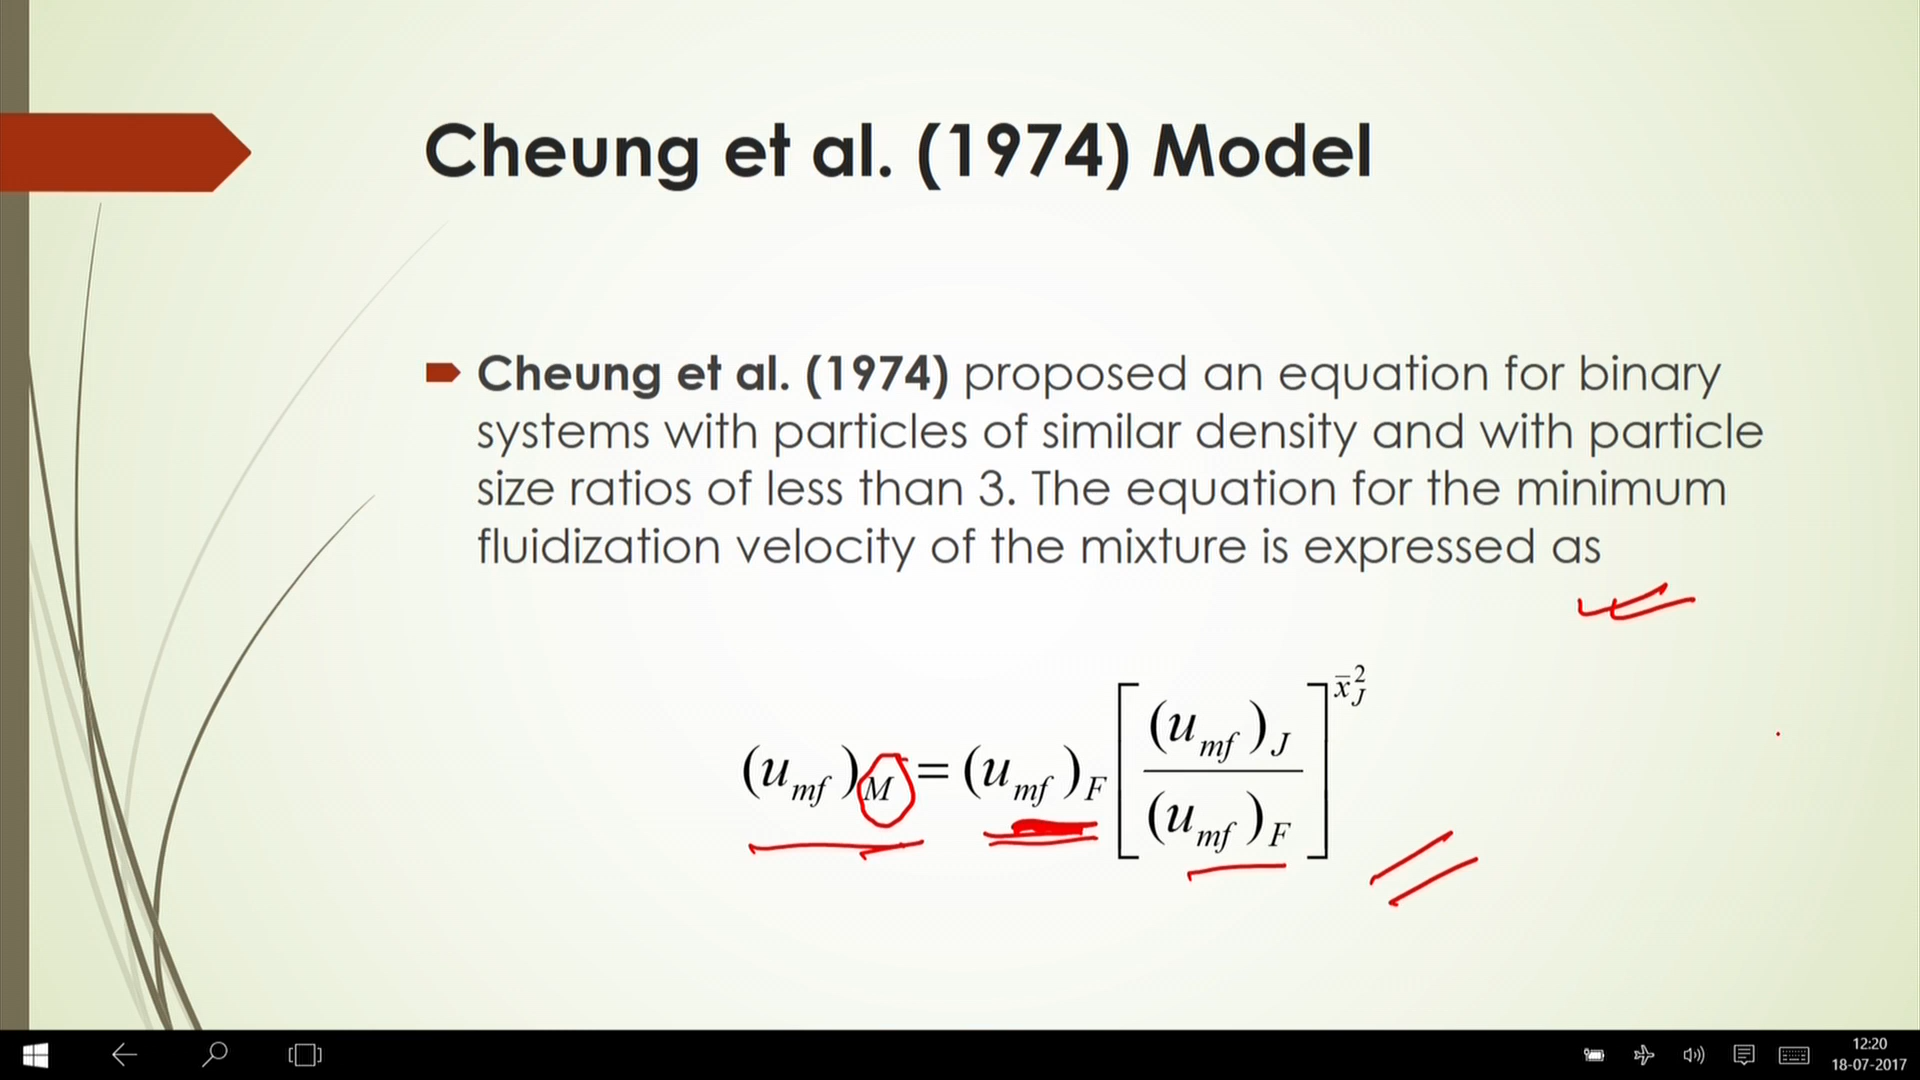 Cheung et al. (1974) Model
Cheung et al. (1974) proposed an equation for binary
systems with particles of similar density and with particle
size ratios of less than 3. The equation for the minimum
fluidization velocity of the mixture is expressed as
(u_mf)_M = (u_mf)_F [(u_mf)_J / (u_mf)_F]^{x̄_J^2}
12:20
18-07-2017